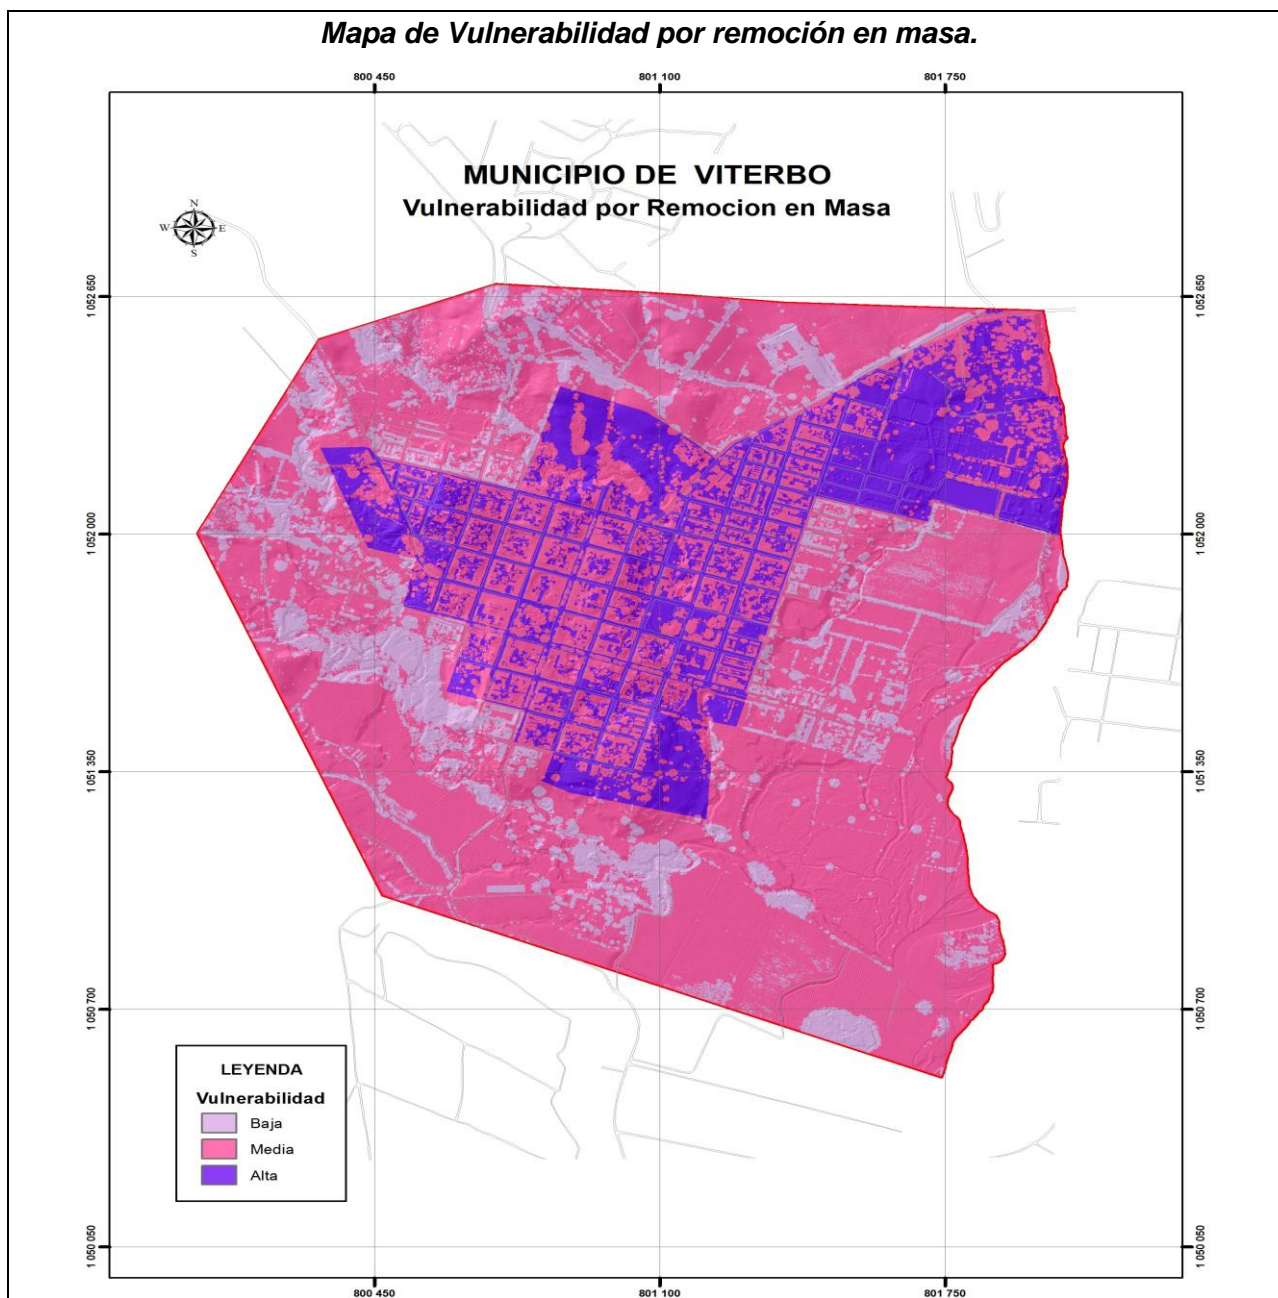 Mapa de Vulnerabilidad por remoción en masa.
800 450 801 100 801 750
MUNICIPIO DE VITERBO
Vulnerabilidad por Remocion en Masa
N
W E
S
1 052 650 1 052 650
1 052 000 1 052 000
1 051 350 1 051 350
1 050 700 1 050 700
LEYENDA
Vulnerabilidad
Baja
Media
Alta
1 050 050 1 050 050
800 450 801 100 801 750